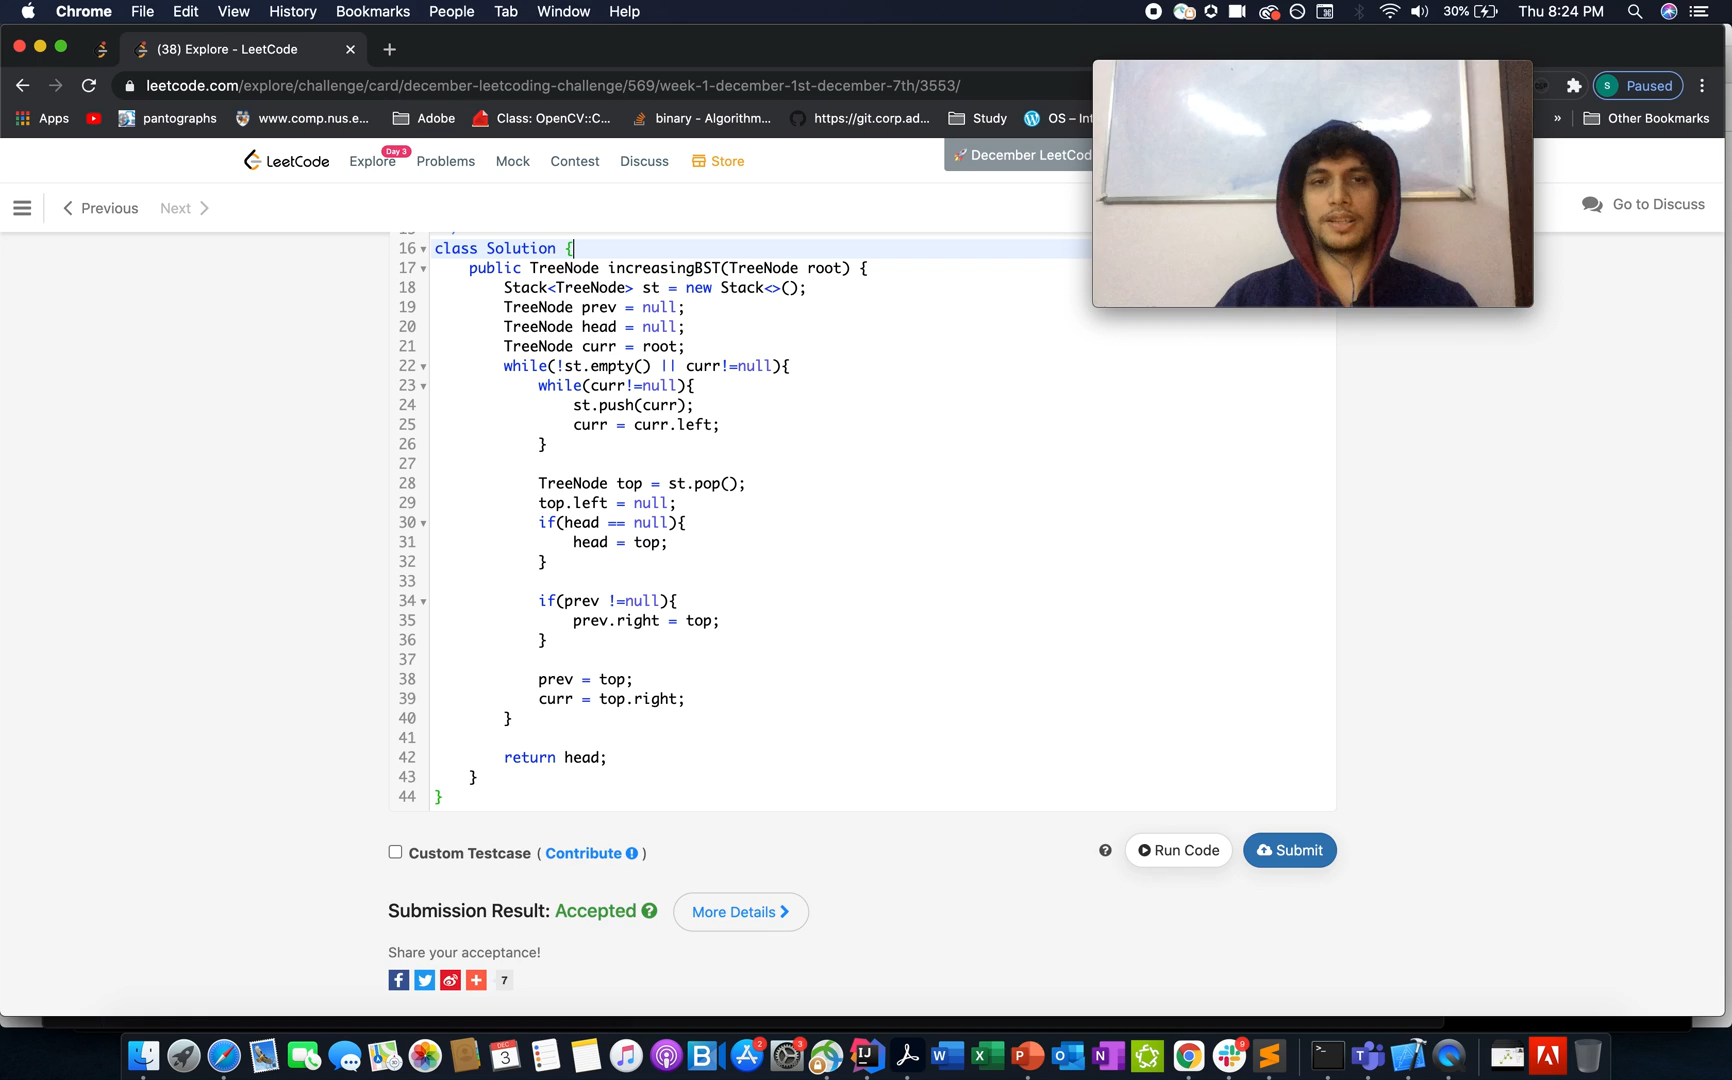 Chrome File Edit View History Bookmarks People Tab Window Help 30% Thu 8:24 PM
(38) Explore - LeetCode
leetcode.com/explore/challenge/card/december-leetcoding-challenge/569/week-1-december-1st-december-7th/3553/ S Paused
Apps pantographs www.comp.nus.e... Adobe Class: OpenCV::C... binary - Algorithm... https://git.corp.ad... Study OS – Int » Other Bookmarks
LeetCode Explore Day 3 Problems Mock Contest Discuss Store December LeetCod
Previous Next Go to Discuss
16 class Solution {
17 public TreeNode increasingBST(TreeNode root) {
18 Stack<TreeNode> st = new Stack<>();
19 TreeNode prev = null;
20 TreeNode head = null;
21 TreeNode curr = root;
22 while(!st.empty() || curr!=null){
23 while(curr!=null){
24 st.push(curr);
25 curr = curr.left;
26 }
27
28 TreeNode top = st.pop();
29 top.left = null;
30 if(head == null){
31 head = top;
32 }
33
34 if(prev !=null){
35 prev.right = top;
36 }
37
38 prev = top;
39 curr = top.right;
40 }
41
42 return head;
43 }
44 }
Custom Testcase ( Contribute )
Run Code Submit
Submission Result: Accepted More Details
Share your acceptance!
7
DEC 3 2 3 9